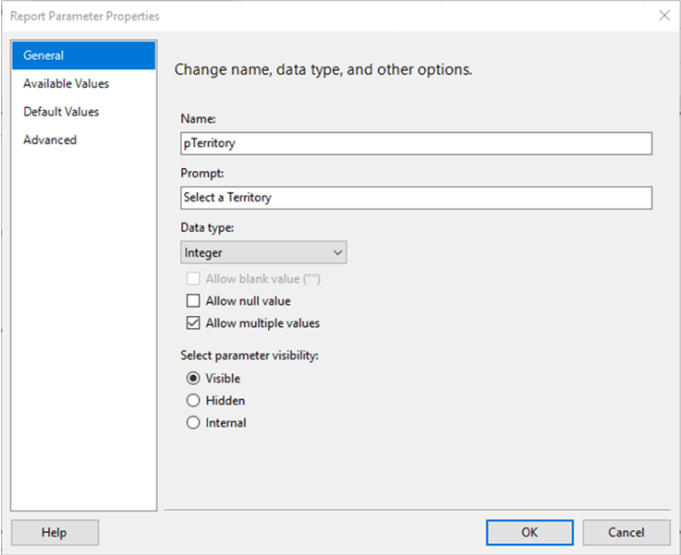 Report Parameter Properties
General
Available Values
Default Values
Advanced
Change name, data type, and other options.
Name:
pTerritory
Prompt:
Select a Territory
Data type:
Integer
Allow blank value ("")
Allow null value
Allow multiple values
Select parameter visibility:
Visible
Hidden
Internal
Help
OK
Cancel